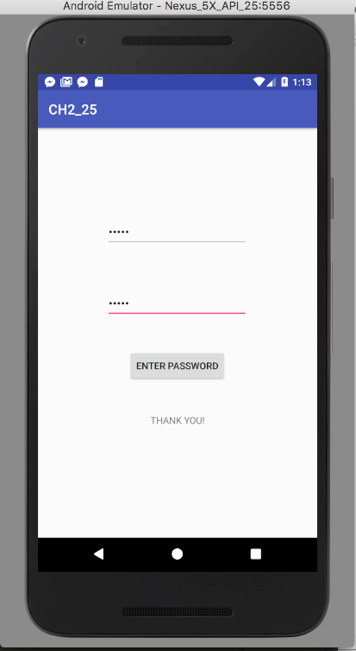 Android Emulator - Nexus_5X_API_25:5556
1:13
CH2_25
•••••
•••••
ENTER PASSWORD
THANK YOU!